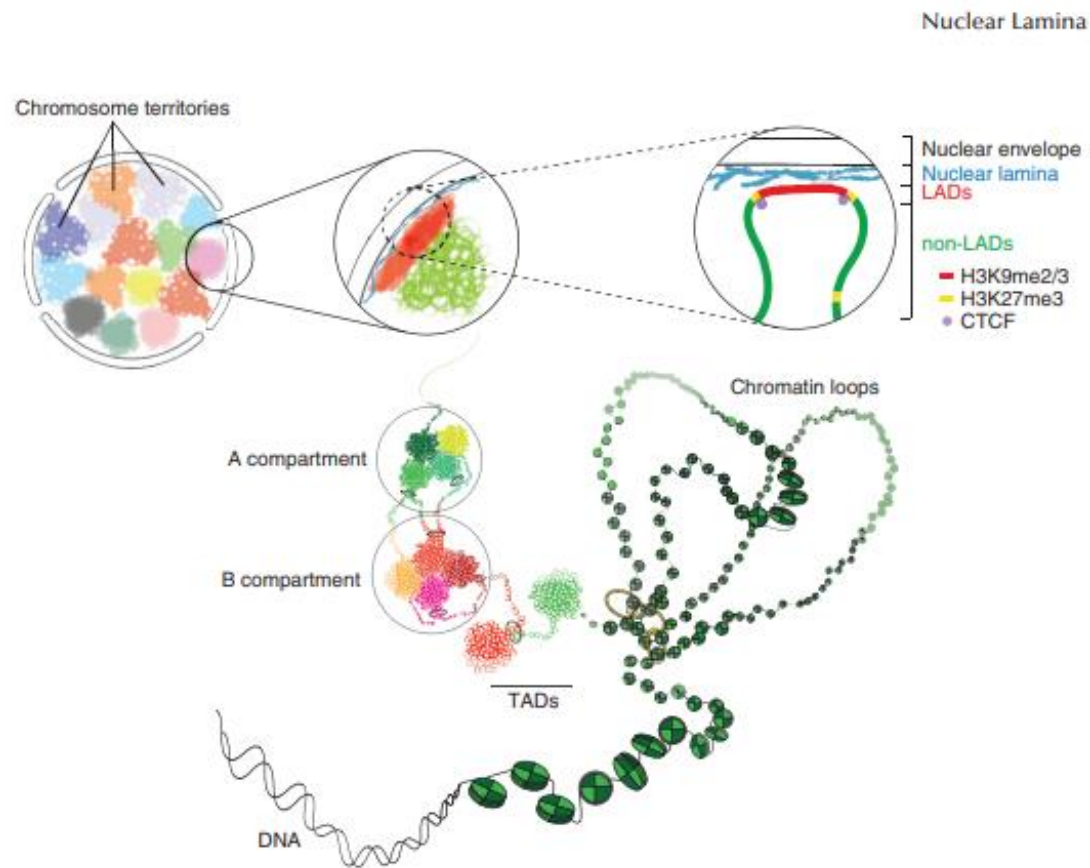 Nuclear Lamina
Chromosome territories
Nuclear envelope
Nuclear lamina
LADs
non-LADs
H3K9me2/3
H3K27me3
CTCF
Chromatin loops
A compartment
B compartment
TADs
DNA